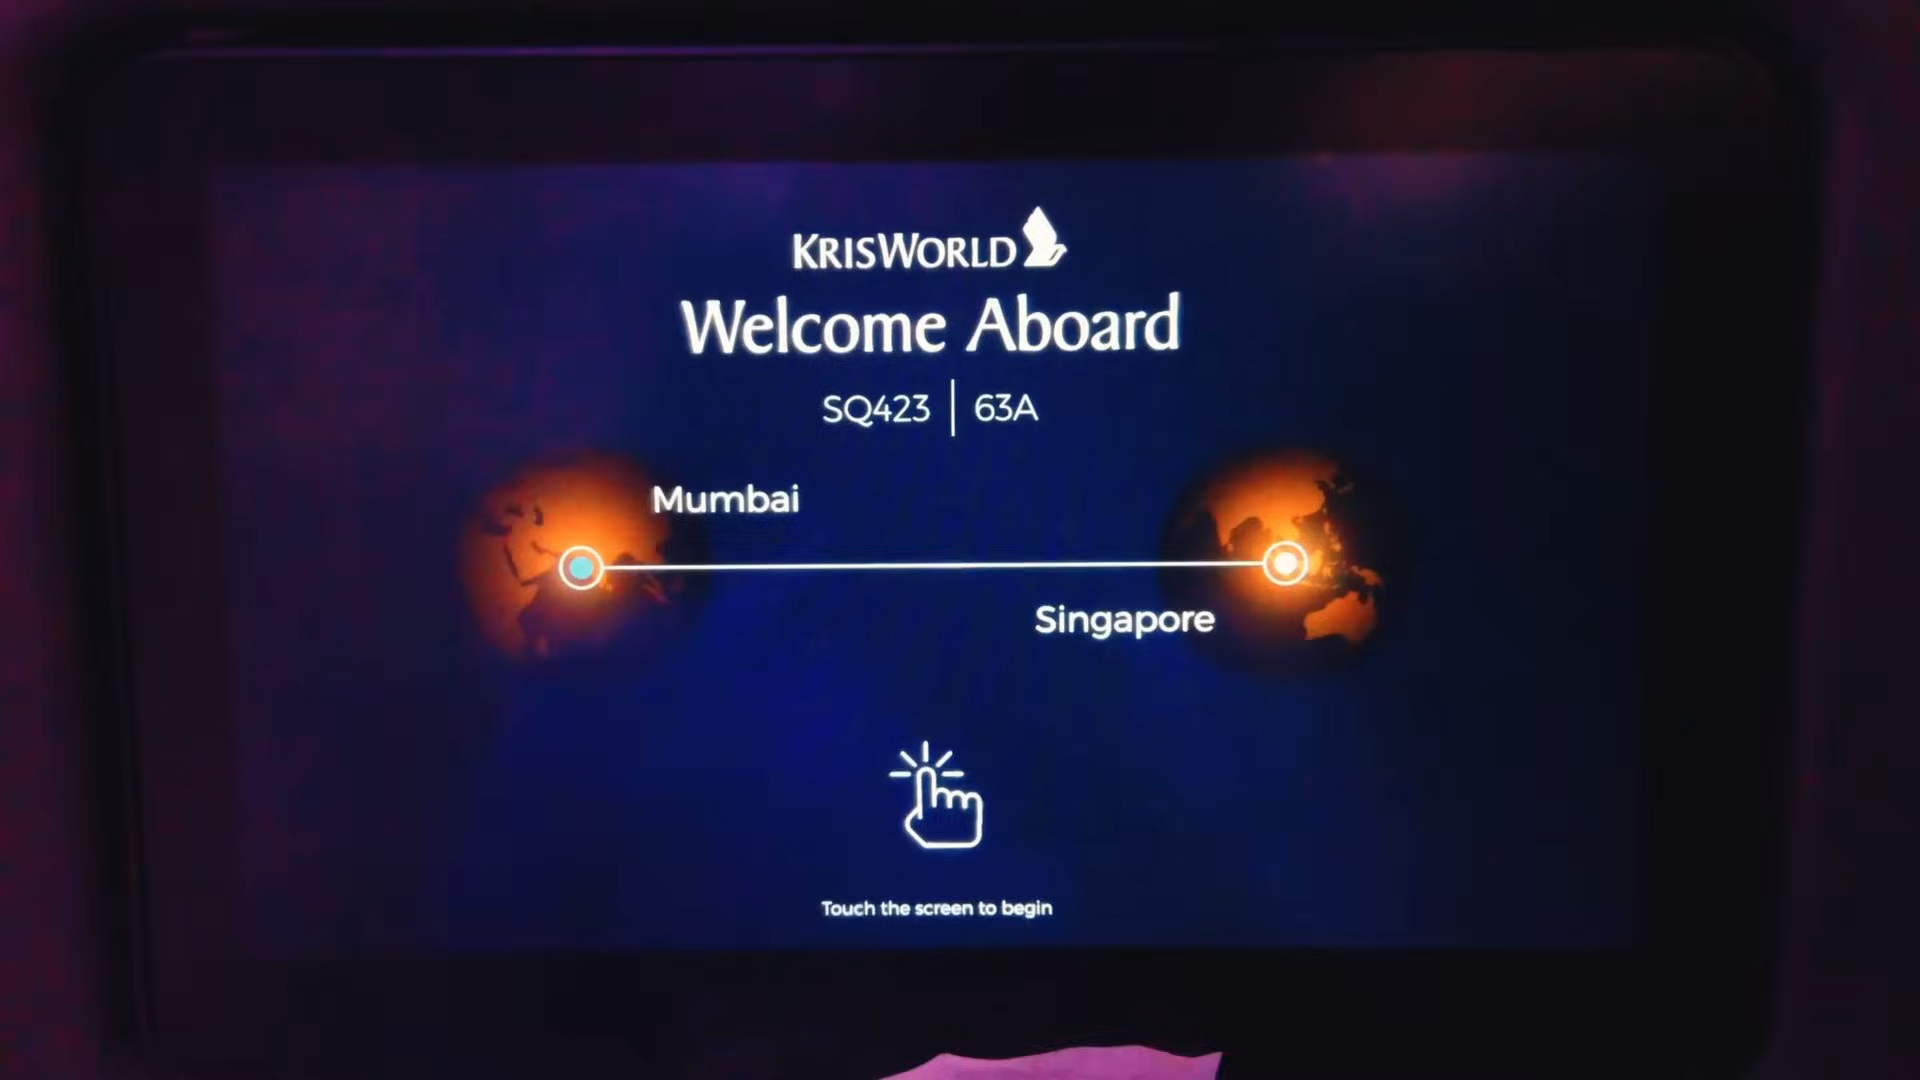 KRISWORLD
Welcome Aboard
SQ423 | 63A
Mumbai
Singapore
Touch the screen to begin